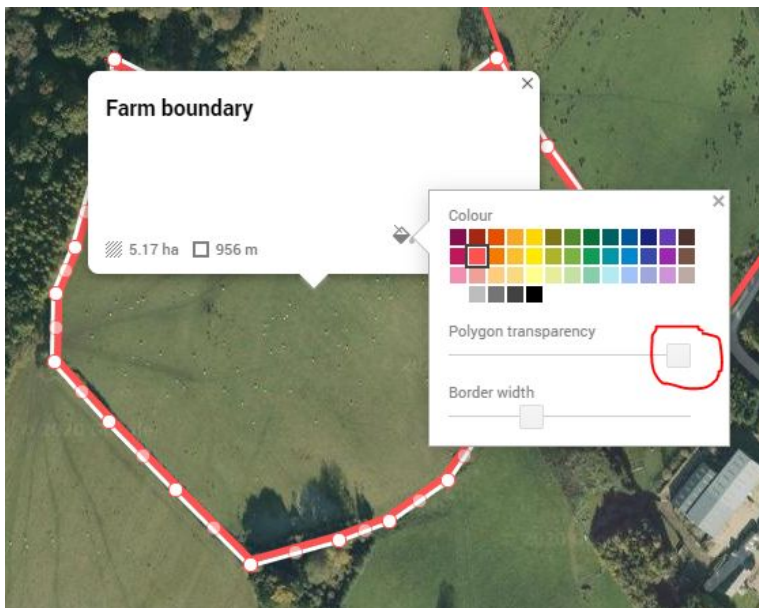 Farm boundary
5.17 ha 956 m
Colour
Polygon transparency
Border width